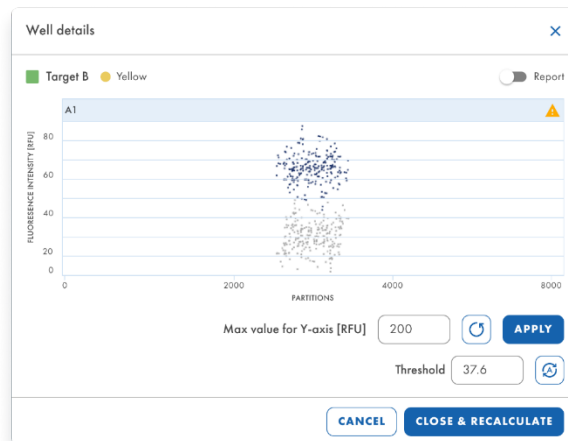 Well details
Target B Yellow Report
A1
FLUORESENCE INTENSITY [RFU]
80
60
40
20
0
0 2000 4000 8000
PARTITIONS
Max value for Y-axis [RFU] 200 APPLY
Threshold 37.6 A
CANCEL CLOSE & RECALCULATE